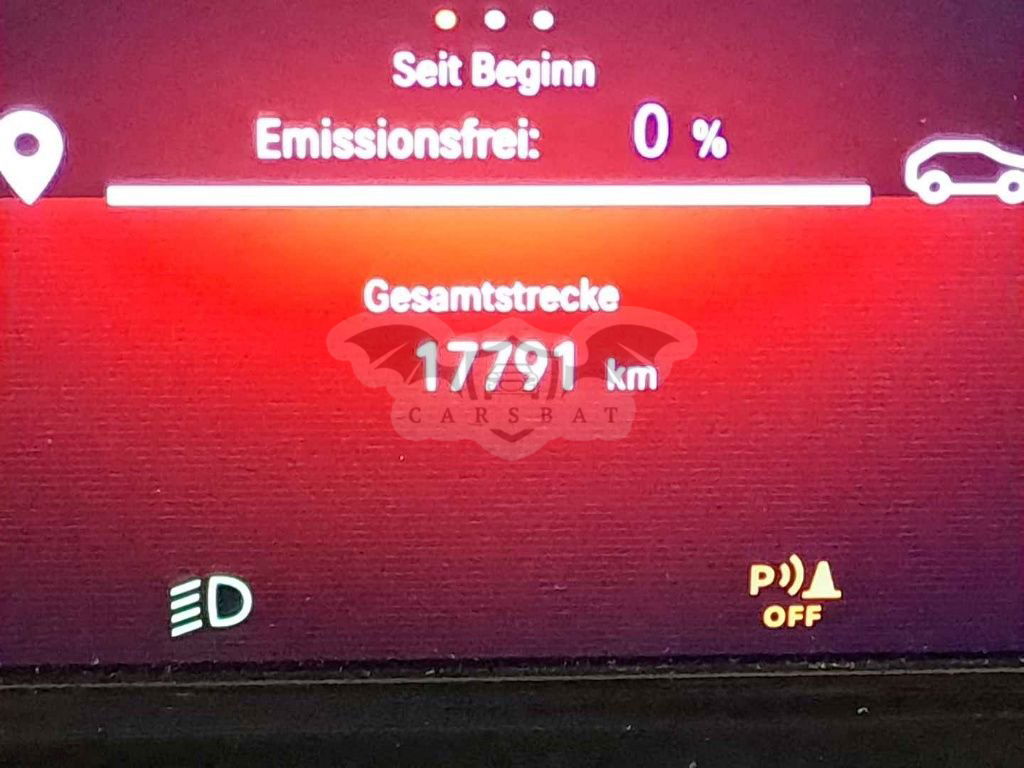 Seit Beginn
Emissionsfrei: 0 %
Gesamtstrecke
17791 km
CARSBAT
P OFF